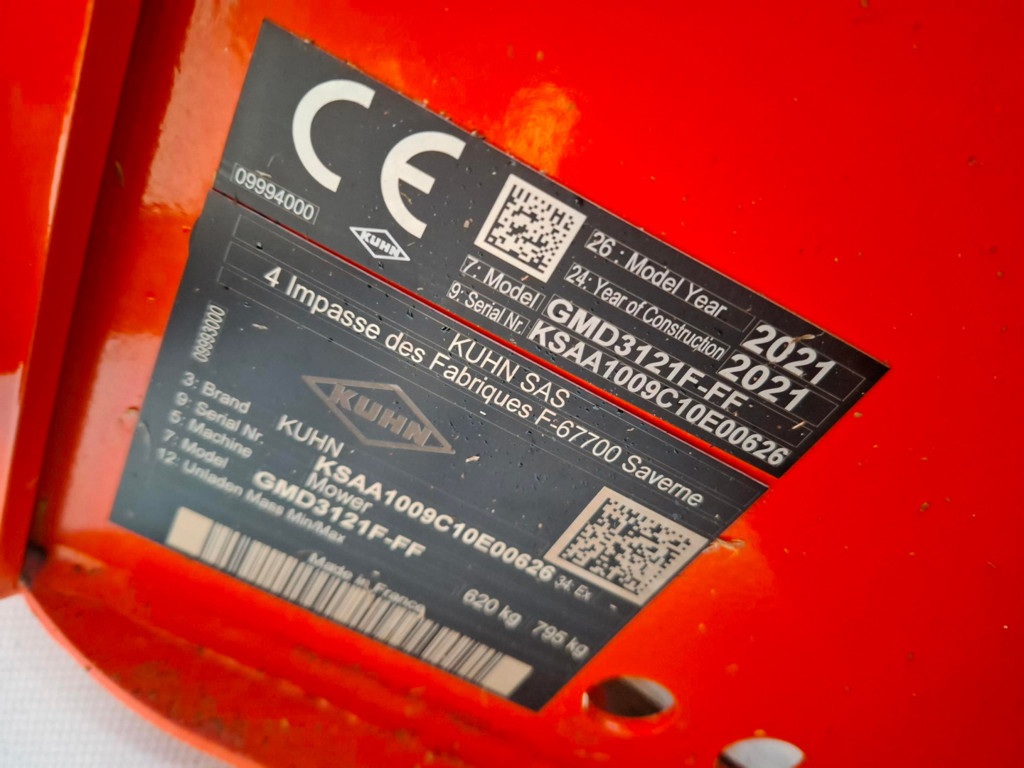 CE
09994000
KUHN
26 : Model Year 2021
24: Year of Construction 2021
7: Model GMD3121F-FF
9: Serial Nr. KSAA1009C10E00626
KUHN SAS
4 Impasse des Fabriques F-67700 Saverne
09993000
KUHN
3: Brand KUHN
9: Serial Nr. KSAA1009C10E00626
5: Machine Mower
7: Model GMD3121F-FF
34: Ex
12: Unladen Mass Min/Max 620 kg 795 kg
Made in France